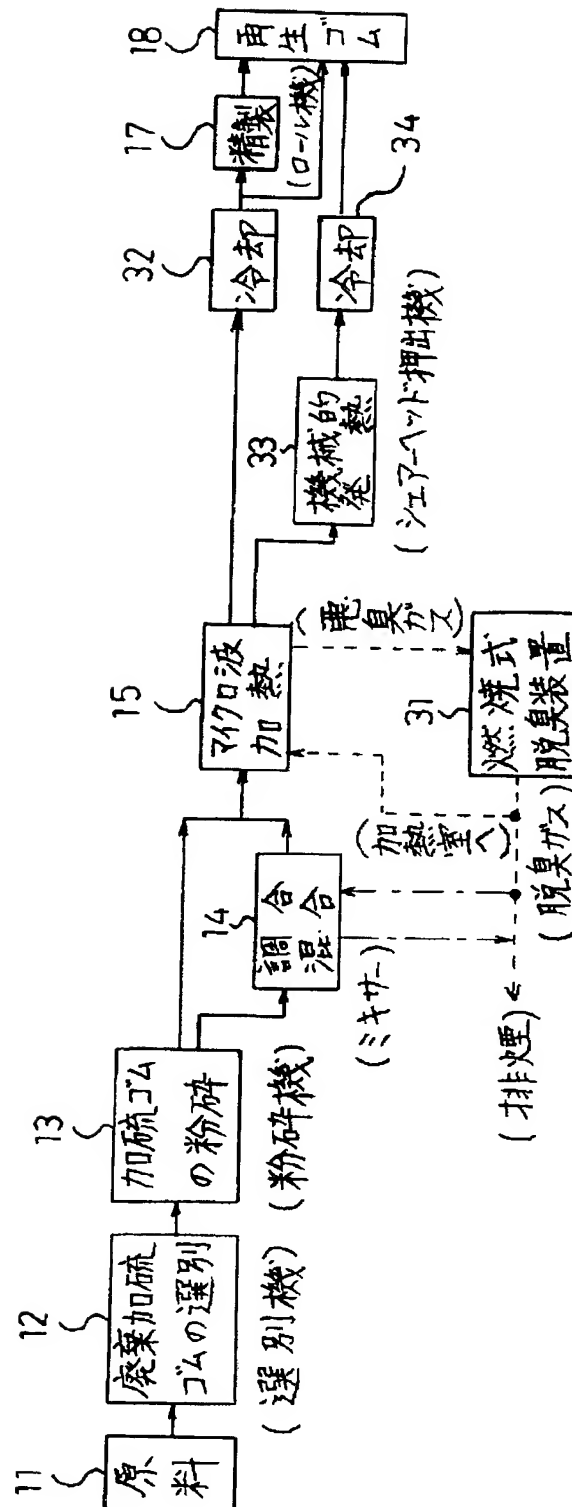 11
原
料
12
廃棄加硫
ゴムの選別
(選別機)
13
加硫ゴム
の粉砕
(粉砕機)
14
調合
混合
(ミキサー)
15
マイクロ波
加熱
(悪臭ガス)
(加熱室へ)
31
燃焼式
脱臭装置
(脱臭ガス)
(排煙)
32
冷却
17
精製
(ロール機)
33
機械的
発熱
(シェアーヘッド押出機)
34
冷却
18
再生ゴム